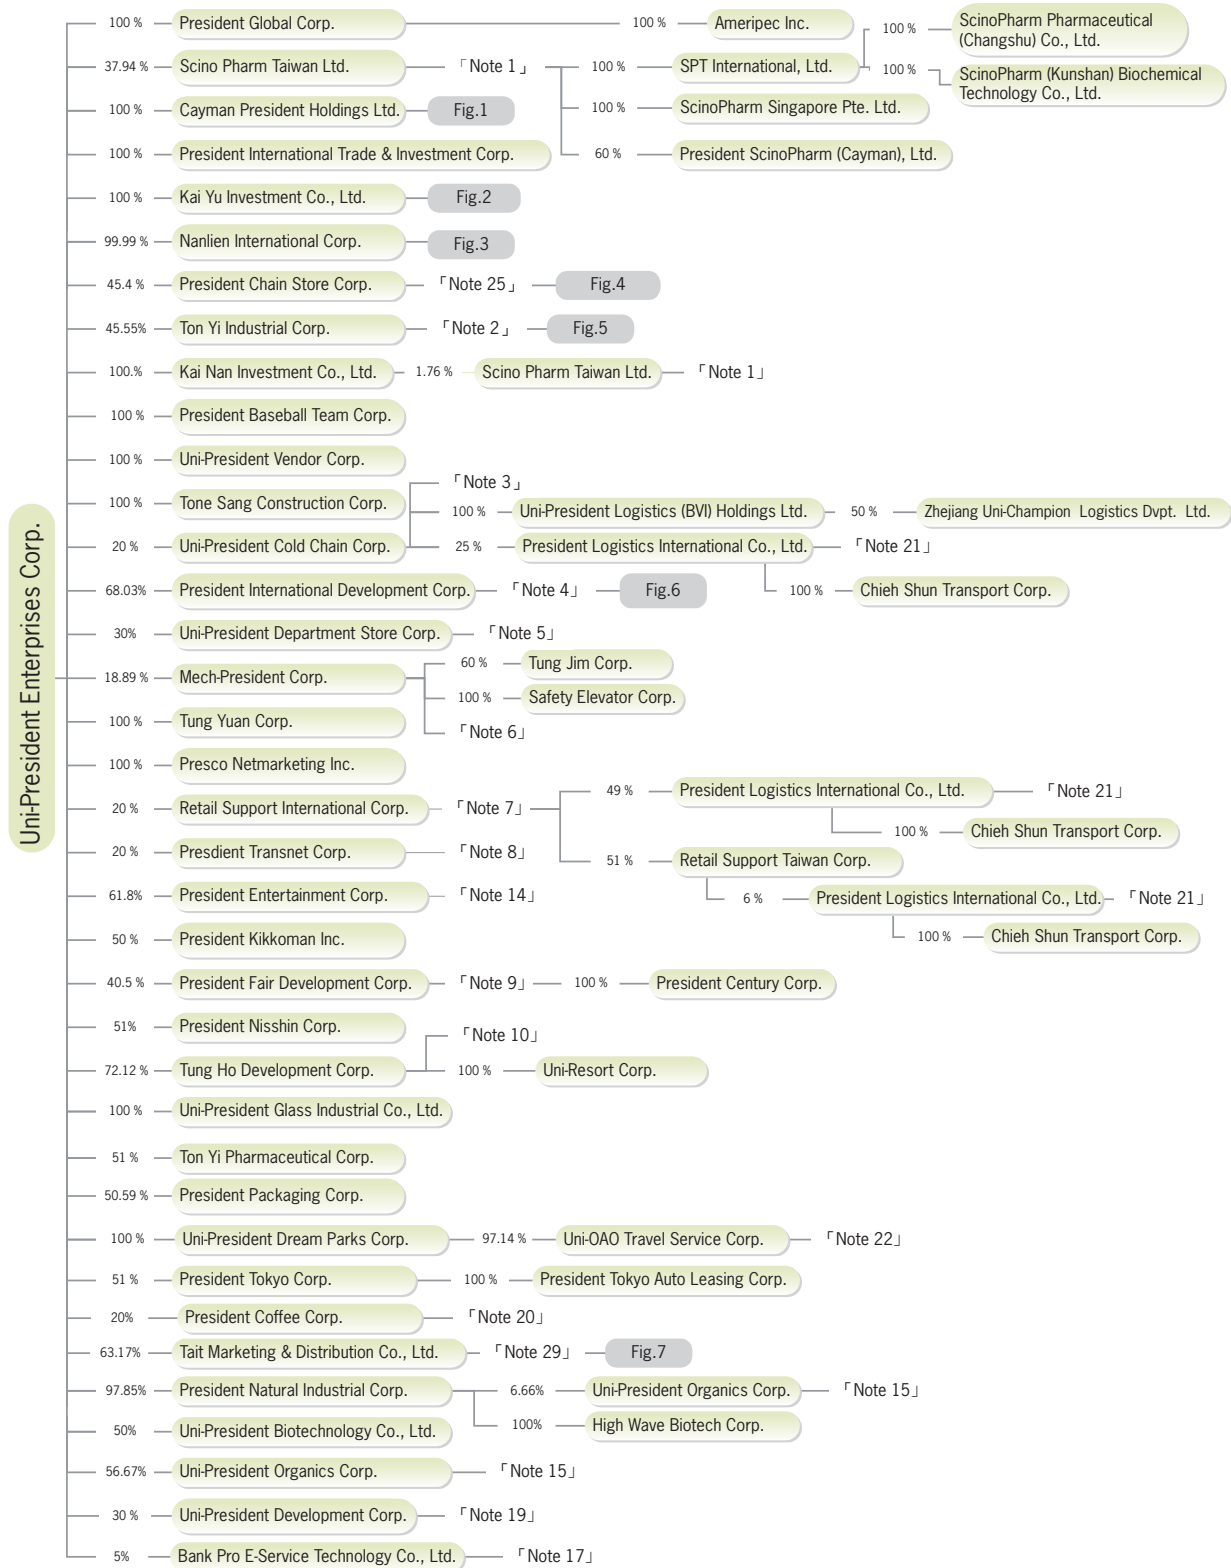 Uni-President Enterprises Corp.
100 % President Global Corp. 100 % Ameripec Inc. 100 % ScinoPharm Pharmaceutical
(Changshu) Co., Ltd.
37.94 % Scino Pharm Taiwan Ltd. 「Note 1」 100 % SPT International, Ltd. 100 % ScinoPharm (Kunshan) Biochemical
Technology Co., Ltd.
100 % Cayman President Holdings Ltd. Fig.1 100 % ScinoPharm Singapore Pte. Ltd.
100 % President International Trade & Investment Corp. 60 % President ScinoPharm (Cayman), Ltd.
100 % Kai Yu Investment Co., Ltd. Fig.2
99.99 % Nanlien International Corp. Fig.3
45.4 % President Chain Store Corp. 「Note 25」 Fig.4
45.55% Ton Yi Industrial Corp. 「Note 2」 Fig.5
100.% Kai Nan Investment Co., Ltd. 1.76 % Scino Pharm Taiwan Ltd. 「Note 1」
100 % President Baseball Team Corp.
100 % Uni-President Vendor Corp.
「Note 3」
100 % Tone Sang Construction Corp. 100 % Uni-President Logistics (BVI) Holdings Ltd. 50 % Zhejiang Uni-Champion Logistics Dvpt. Ltd.
20 % Uni-President Cold Chain Corp. 25 % President Logistics International Co., Ltd. 「Note 21」
68.03% President International Development Corp. 「Note 4」 Fig.6 100 % Chieh Shun Transport Corp.
30% Uni-President Department Store Corp. 「Note 5」
60 % Tung Jim Corp.
18.89 % Mech-President Corp. 100 % Safety Elevator Corp.
100 % Tung Yuan Corp. 「Note 6」
100 % Presco Netmarketing Inc.
49 % President Logistics International Co., Ltd. 「Note 21」
20 % Retail Support International Corp. 「Note 7」 100 % Chieh Shun Transport Corp.
20 % Presdient Transnet Corp. 「Note 8」 51 % Retail Support Taiwan Corp.
61.8% President Entertainment Corp. 「Note 14」 6 % President Logistics International Co., Ltd. 「Note 21」
50 % President Kikkoman Inc. 100 % Chieh Shun Transport Corp.
40.5 % President Fair Development Corp. 「Note 9」 100 % President Century Corp.
51% President Nisshin Corp. 「Note 10」
72.12 % Tung Ho Development Corp. 100 % Uni-Resort Corp.
100 % Uni-President Glass Industrial Co., Ltd.
51 % Ton Yi Pharmaceutical Corp.
50.59 % President Packaging Corp.
100 % Uni-President Dream Parks Corp. 97.14 % Uni-OAO Travel Service Corp. 「Note 22」
51 % President Tokyo Corp. 100 % President Tokyo Auto Leasing Corp.
20% President Coffee Corp. 「Note 20」
63.17% Tait Marketing & Distribution Co., Ltd. 「Note 29」 Fig.7
97.85% President Natural Industrial Corp. 6.66% Uni-President Organics Corp. 「Note 15」
50% Uni-President Biotechnology Co., Ltd. 100% High Wave Biotech Corp.
56.67% Uni-President Organics Corp. 「Note 15」
30 % Uni-President Development Corp. 「Note 19」
5% Bank Pro E-Service Technology Co., Ltd. 「Note 17」